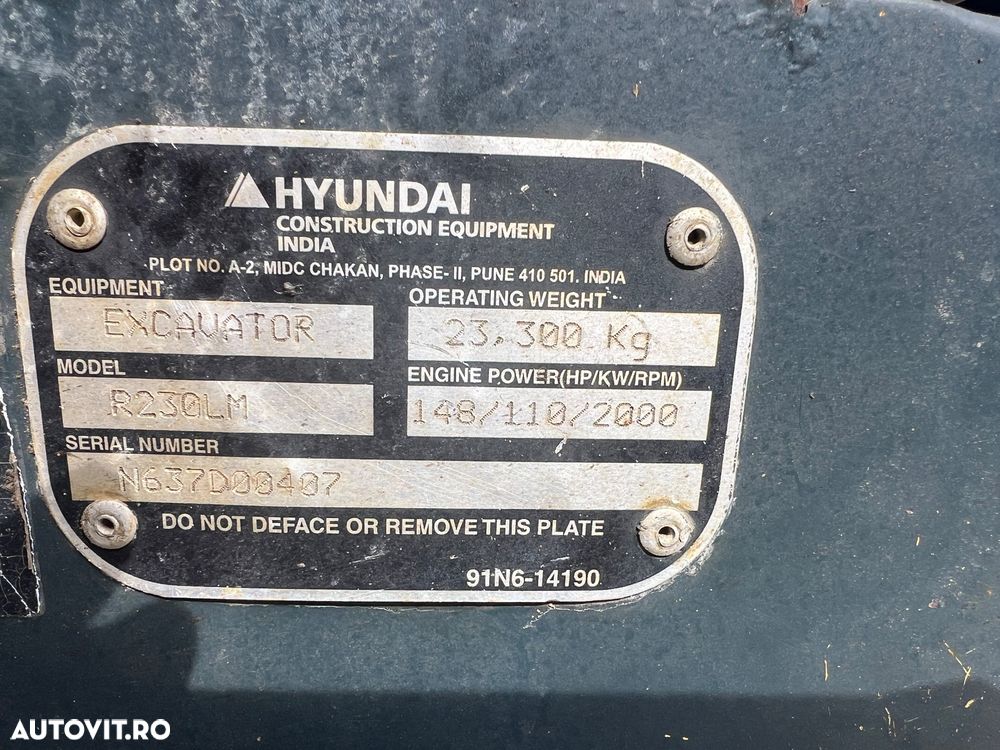 HYUNDAI
CONSTRUCTION EQUIPMENT
INDIA
PLOT NO. A-2, MIDC CHAKAN, PHASE- II, PUNE 410 501. INDIA
EQUIPMENT
EXCAVATOR
OPERATING WEIGHT
23,300 Kg
MODEL
R230LM
ENGINE POWER(HP/KW/RPM)
148/110/2000
SERIAL NUMBER
N637D00407
DO NOT DEFACE OR REMOVE THIS PLATE
91N6-14190
AUTOVIT.RO